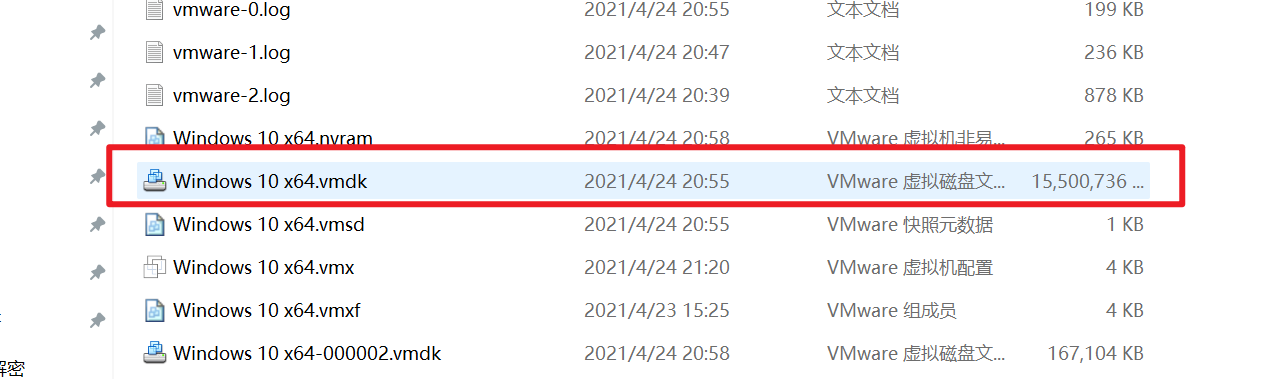 vmware-0.log 2021/4/24 20:55 文本文档 199 KB
vmware-1.log 2021/4/24 20:47 文本文档 236 KB
vmware-2.log 2021/4/24 20:39 文本文档 878 KB
Windows 10 x64.nvram 2021/4/24 20:58 VMware 虚拟机非易... 265 KB
Windows 10 x64.vmdk 2021/4/24 20:55 VMware 虚拟磁盘文... 15,500,736 ...
Windows 10 x64.vmsd 2021/4/24 20:55 VMware 快照元数据 1 KB
Windows 10 x64.vmx 2021/4/24 21:20 VMware 虚拟机配置 4 KB
Windows 10 x64.vmxf 2021/4/23 15:25 VMware 组成员 4 KB
Windows 10 x64-000002.vmdk 2021/4/24 20:58 VMware 虚拟磁盘文... 167,104 KB
解密